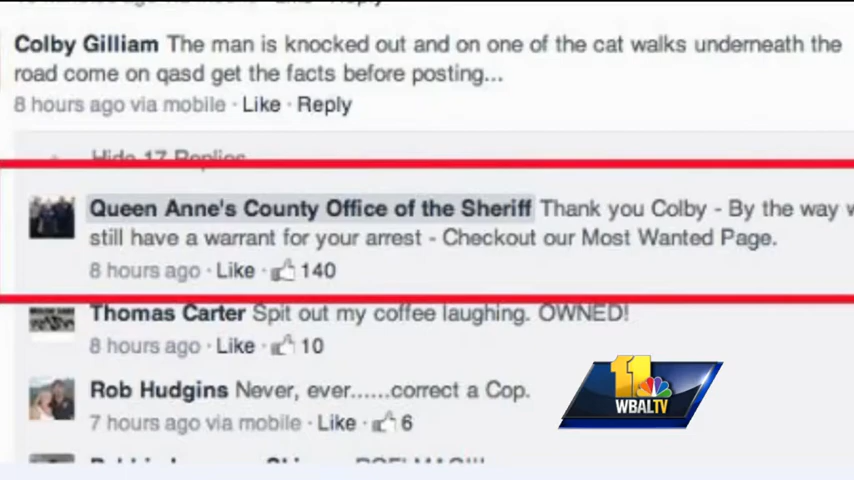 Colby Gilliam The man is knocked out and on one of the cat walks underneath the
road come on qasd get the facts before posting...
8 hours ago via mobile · Like · Reply
Hide 17 Replies
Queen Anne's County Office of the Sheriff Thank you Colby - By the way w
still have a warrant for your arrest - Checkout our Most Wanted Page.
8 hours ago · Like · 140
Thomas Carter Spit out my coffee laughing. OWNED!
8 hours ago · Like · 10
Rob Hudgins Never, ever......correct a Cop.
7 hours ago via mobile · Like · 6
11
WBALTV